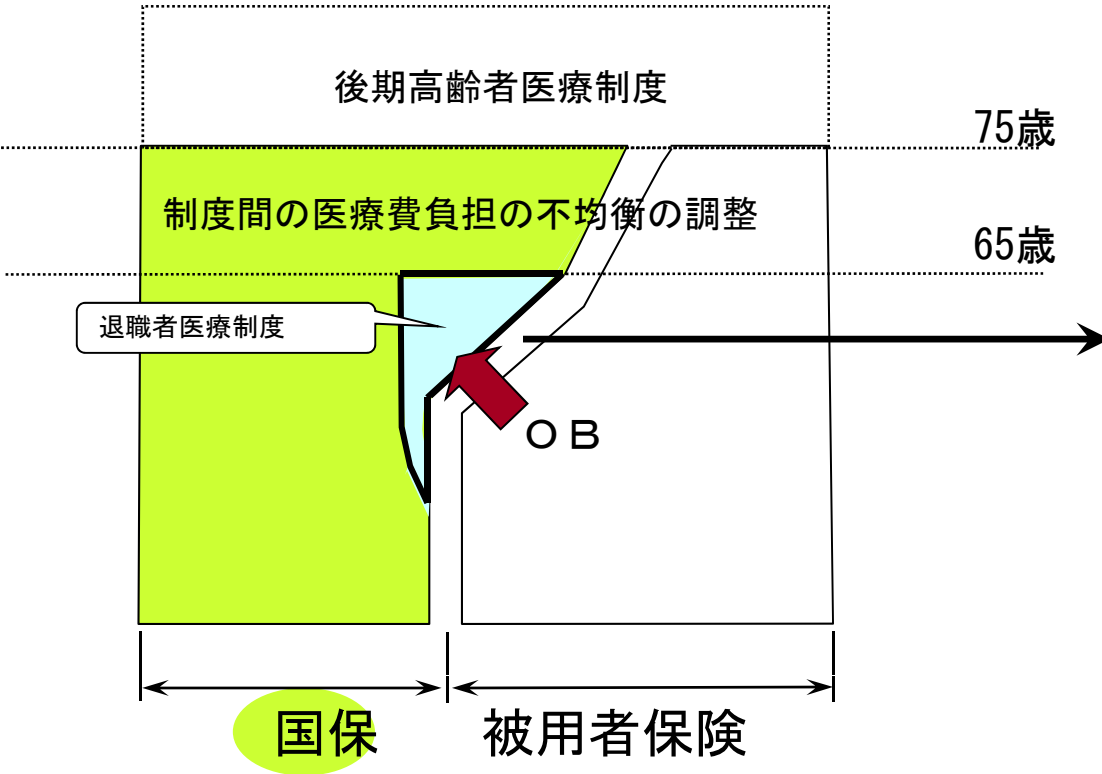 後期高齢者医療制度
75歳
制度間の医療費負担の不均衡の調整
65歳
退職者医療制度
ＯＢ
国保
被用者保険